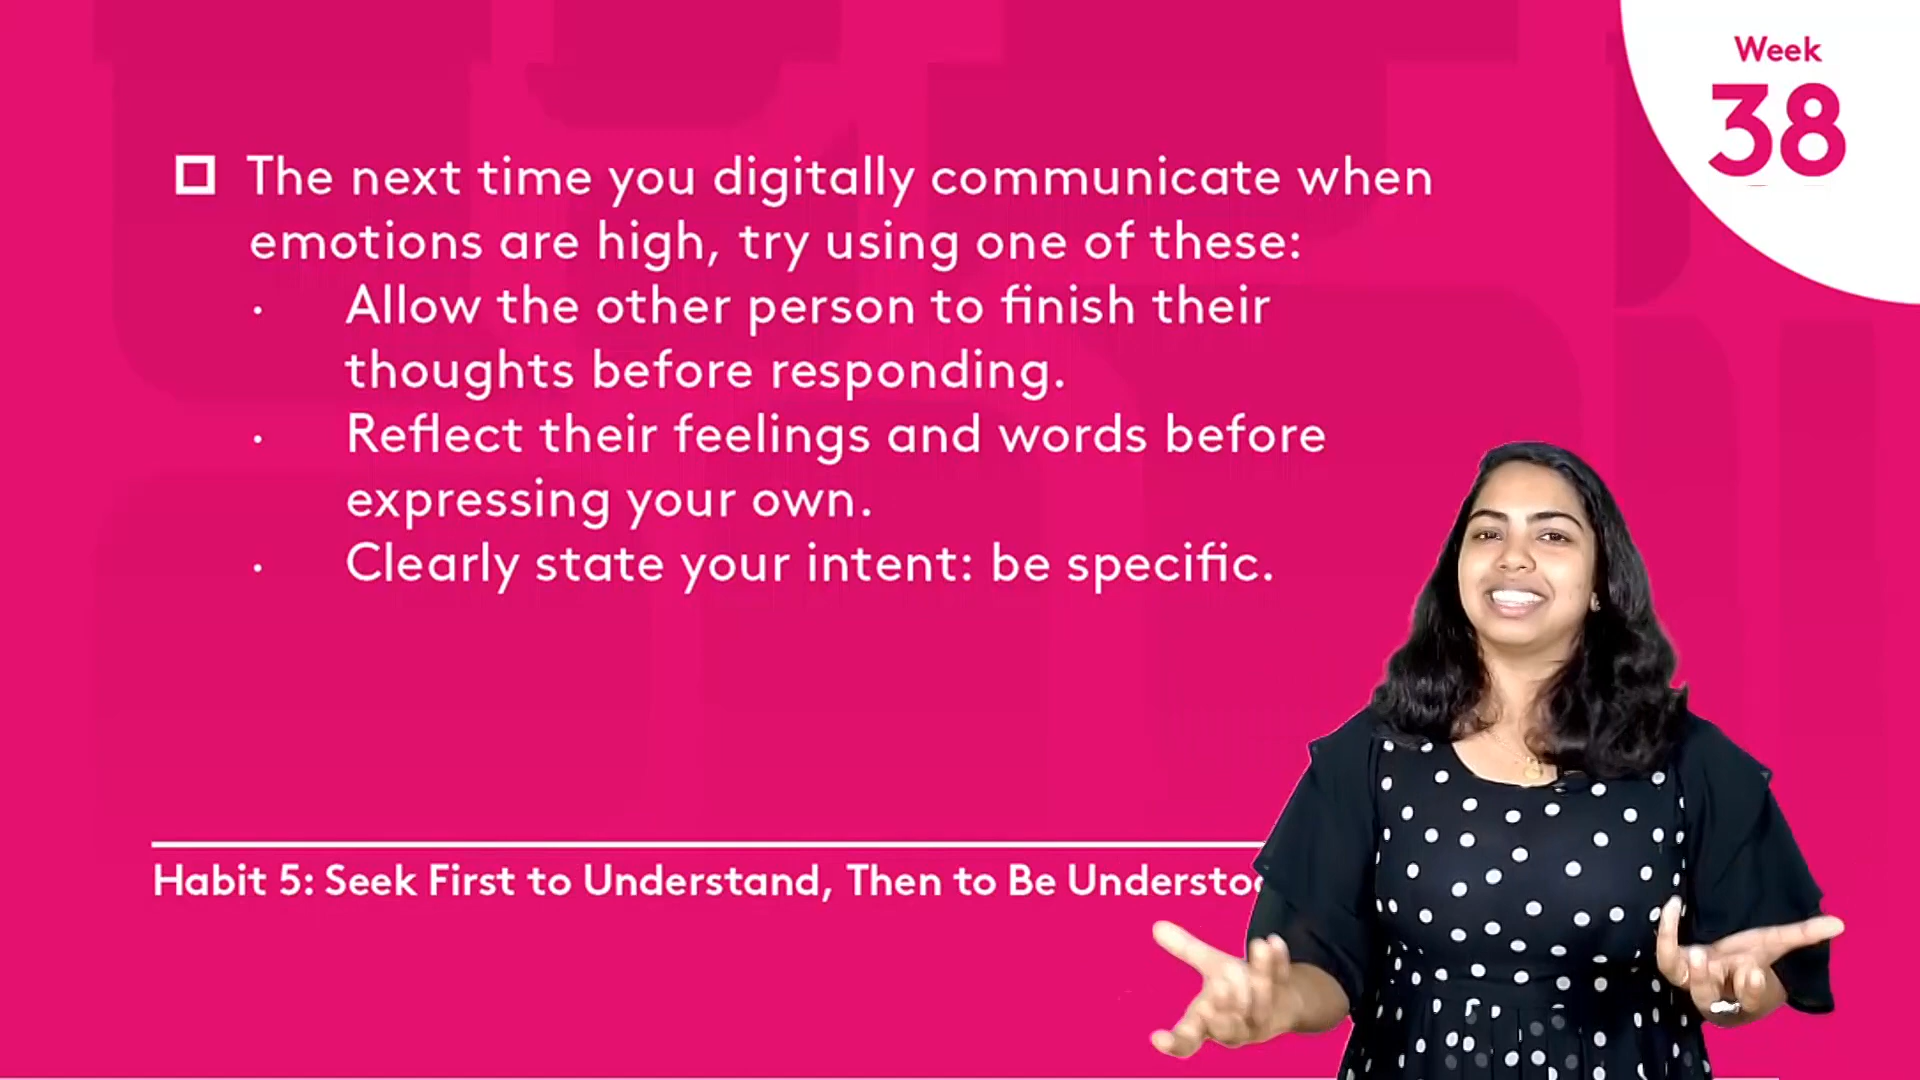 Week
38
The next time you digitally communicate when
emotions are high, try using one of these:
· Allow the other person to finish their
thoughts before responding.
· Reflect their feelings and words before
expressing your own.
· Clearly state your intent: be specific.
Habit 5: Seek First to Understand, Then to Be